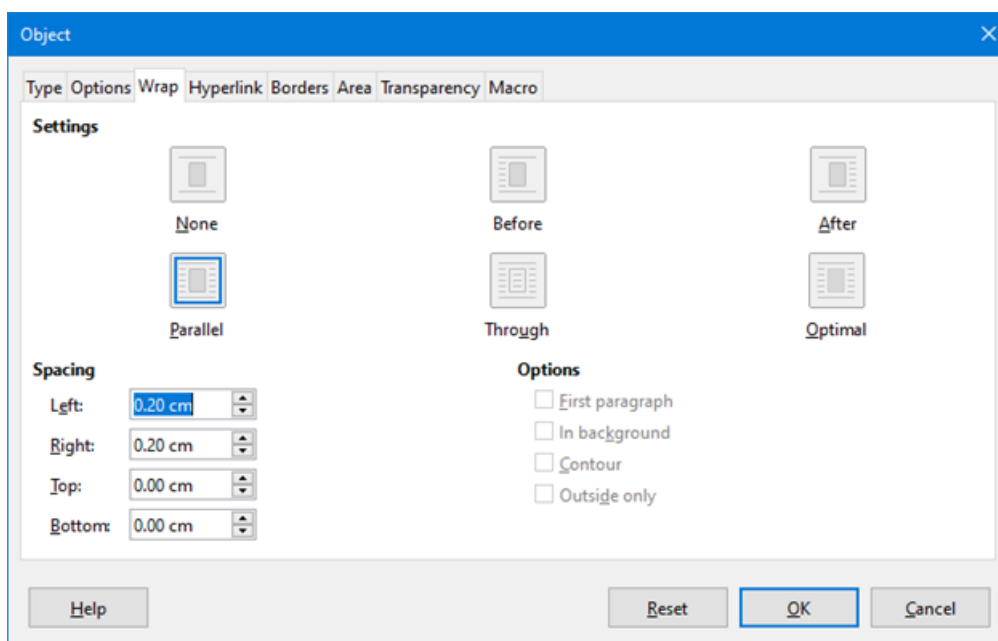 Object
Type Options Wrap Hyperlink Borders Area Transparency Macro
Settings
None Before After
Parallel Through Optimal
Spacing Options
Left: 0.20 cm First paragraph
Right: 0.20 cm In background
Top: 0.00 cm Contour
Bottom: 0.00 cm Outside only
Help Reset OK Cancel